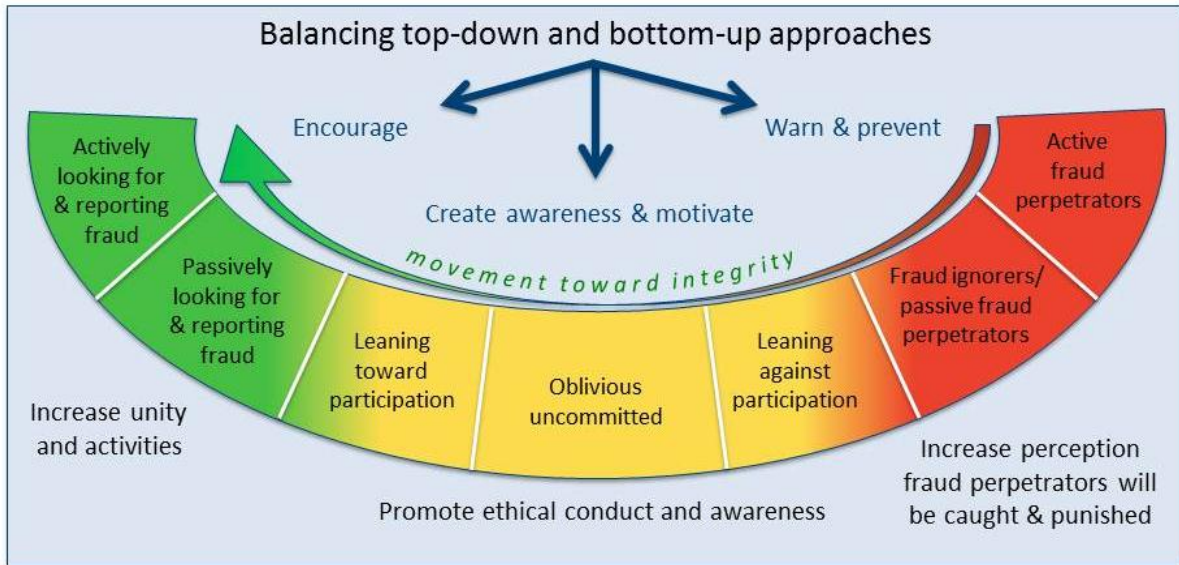 Balancing top-down and bottom-up approaches
Encourage
Warn & prevent
Create awareness & motivate
movement toward integrity
Actively
looking for
& reporting
fraud
Passively
looking for
& reporting
fraud
Leaning
toward
participation
Oblivious
uncommitted
Leaning
against
participation
Fraud ignorers/
passive fraud
perpetrators
Active
fraud
perpetrators
Increase unity
and activities
Promote ethical conduct and awareness
Increase perception
fraud perpetrators will
be caught & punished